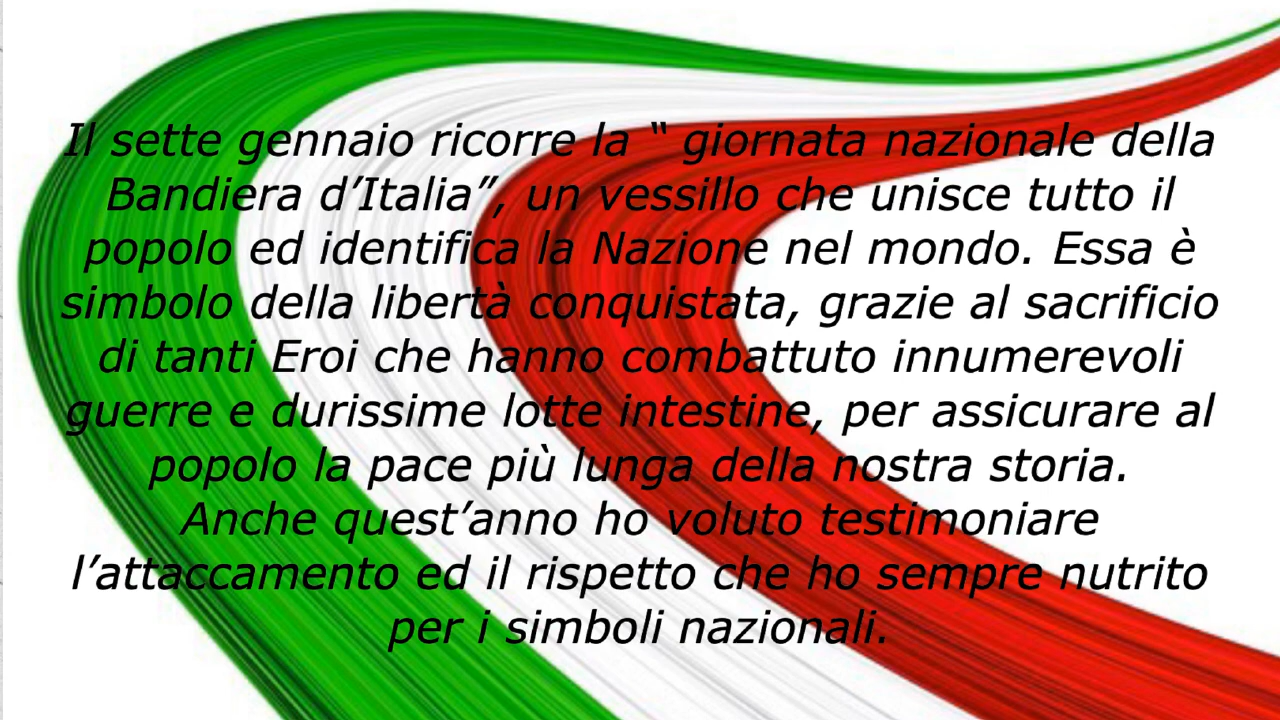 Il sette gennaio ricorre la “ giornata nazionale della
Bandiera d’Italia”, un vessillo che unisce tutto il
popolo ed identifica la Nazione nel mondo. Essa è
simbolo della libertà conquistata, grazie al sacrificio
di tanti Eroi che hanno combattuto innumerevoli
guerre e durissime lotte intestine, per assicurare al
popolo la pace più lunga della nostra storia.
Anche quest’anno ho voluto testimoniare
l’attaccamento ed il rispetto che ho sempre nutrito
per i simboli nazionali.